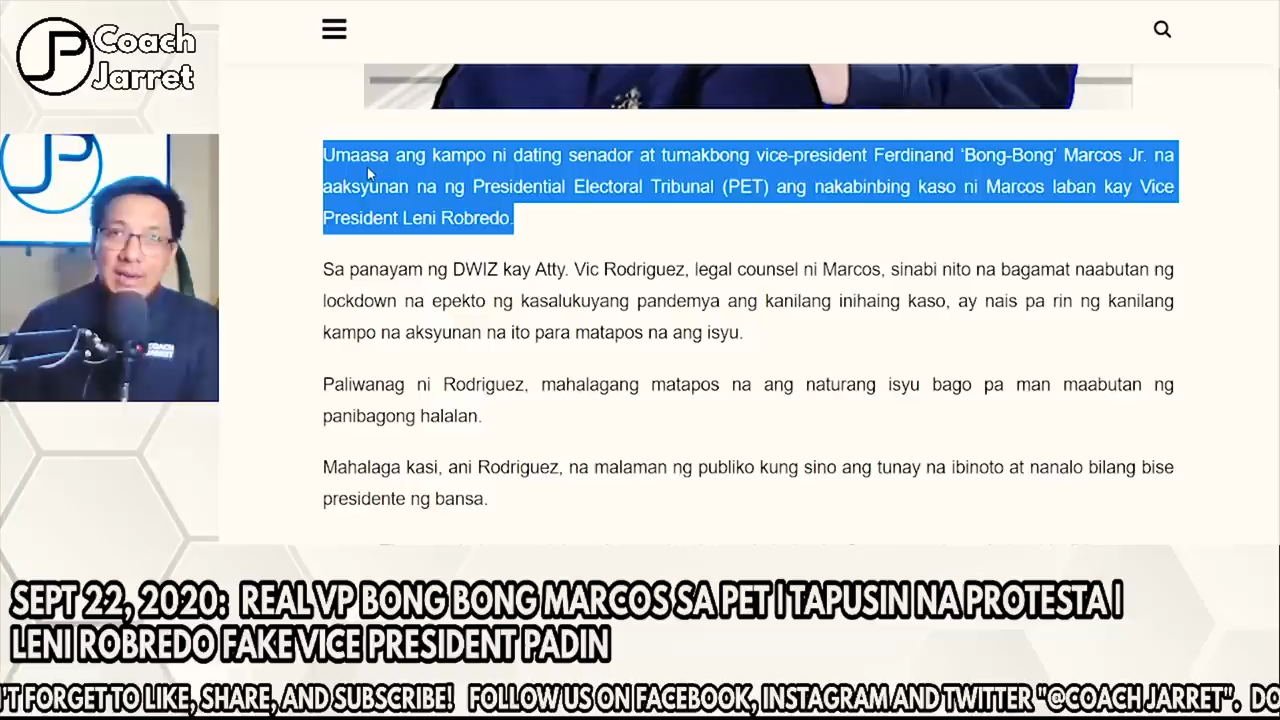 Coach
Jarret
Umaasa ang kampo ni dating senador at tumakbong vice-president Ferdinand ‘Bong-Bong’ Marcos Jr. na
aaksyunan na ng Presidential Electoral Tribunal (PET) ang nakabinbing kaso ni Marcos laban kay Vice
President Leni Robredo.
Sa panayam ng DWIZ kay Atty. Vic Rodriguez, legal counsel ni Marcos, sinabi nito na bagamat naabutan ng
lockdown na epekto ng kasalukuyang pandemya ang kanilang inihaing kaso, ay nais pa rin ng kanilang
kampo na aksyunan na ito para matapos na ang isyu.
Paliwanag ni Rodriguez, mahalagang matapos na ang naturang isyu bago pa man maabutan ng
panibagong halalan.
Mahalaga kasi, ani Rodriguez, na malaman ng publiko kung sino ang tunay na ibinoto at nanalo bilang bise
presidente ng bansa.
COACH
JARRET
SEPT 22, 2020: REAL VP BONG BONG MARCOS SA PET | TAPUSIN NA PROTESTA |
LENI ROBREDO FAKE VICE PRESIDENT PADIN
'T FORGET TO LIKE, SHARE, AND SUBSCRIBE! FOLLOW US ON FACEBOOK, INSTAGRAM AND TWITTER "@COACH JARRET". DO